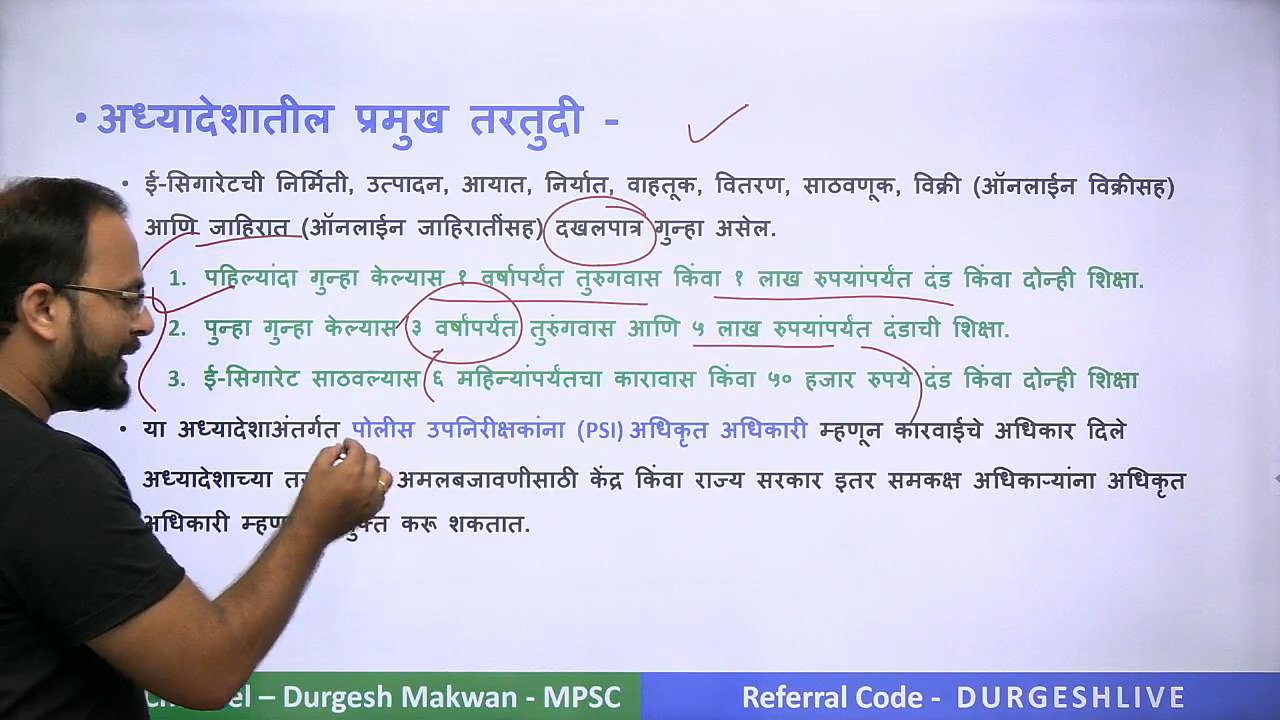 • अध्यादेशातील प्रमुख तरतुदी -
• ई-सिगारेटची निर्मिती, उत्पादन, आयात, निर्यात, वाहतूक, वितरण, साठवणूक, विक्री (ऑनलाईन विक्रीसह)
आणि जाहिरात (ऑनलाईन जाहिरातींसह) दखलपात्र गुन्हा असेल.
1. पहिल्यांदा गुन्हा केल्यास १ वर्षापर्यंत तुरुगवास किंवा १ लाख रुपयांपर्यंत दंड किंवा दोन्ही शिक्षा.
2. पुन्हा गुन्हा केल्यास ३ वर्षापर्यंत तुरुंगवास आणि ५ लाख रुपयांपर्यंत दंडाची शिक्षा.
3. ई-सिगारेट साठवल्यास ६ महिन्यांपर्यंतचा कारावास किंवा ५० हजार रुपये दंड किंवा दोन्ही शिक्षा
• या अध्यादेशाअंतर्गत पोलीस उपनिरीक्षकांना (PSI) अधिकृत अधिकारी म्हणून कारवाईचे अधिकार दिले
अध्यादेशाच्या अमलबजावणीसाठी केंद्र किंवा राज्य सरकार इतर समकक्ष अधिकाऱ्यांना अधिकृत
अधिकारी करू शकतात.
– Durgesh Makwan - MPSC
Referral Code - DURGESHLIVE